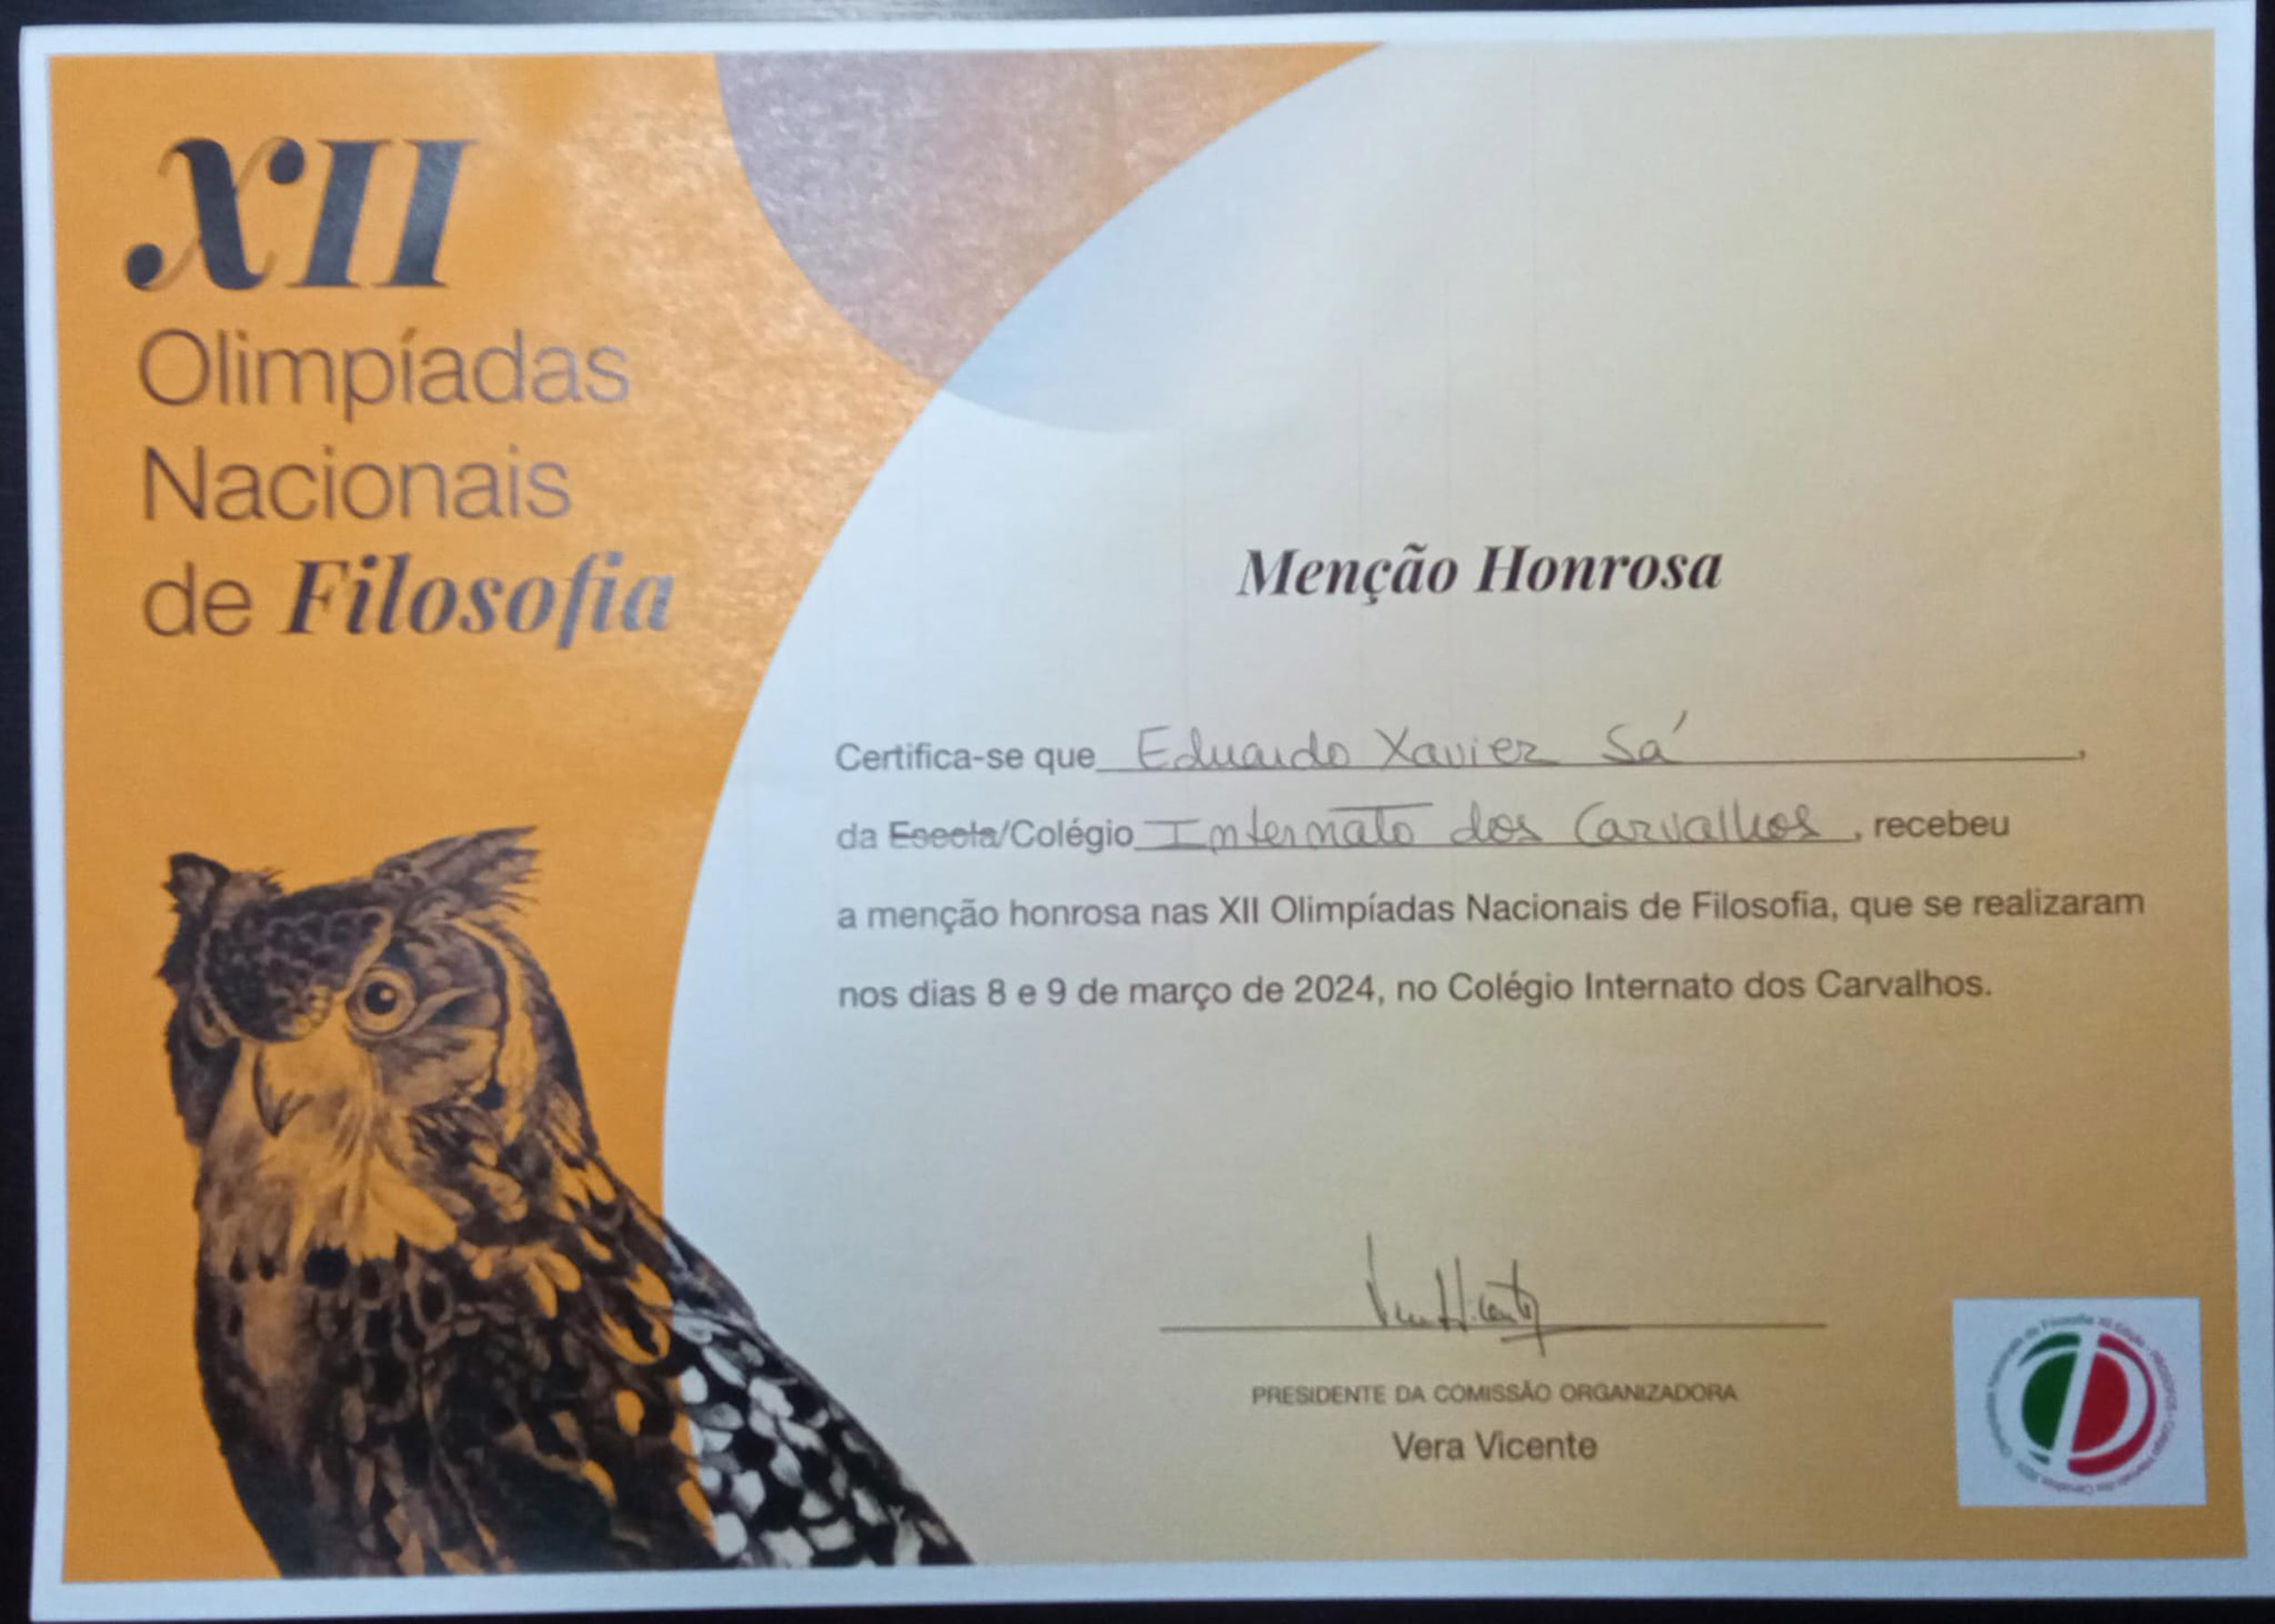 XII
Olimpíadas
Nacionais
de Filosofia
Menção Honrosa
Certifica-se que Eduardo Xavier Sá,
da Escola/Colégio Internato dos Carvalhos, recebeu
a menção honrosa nas XII Olimpíadas Nacionais de Filosofia, que se realizaram
nos dias 8 e 9 de março de 2024, no Colégio Internato dos Carvalhos.
Vera Vicente
PRESIDENTE DA COMISSÃO ORGANIZADORA
Vera Vicente